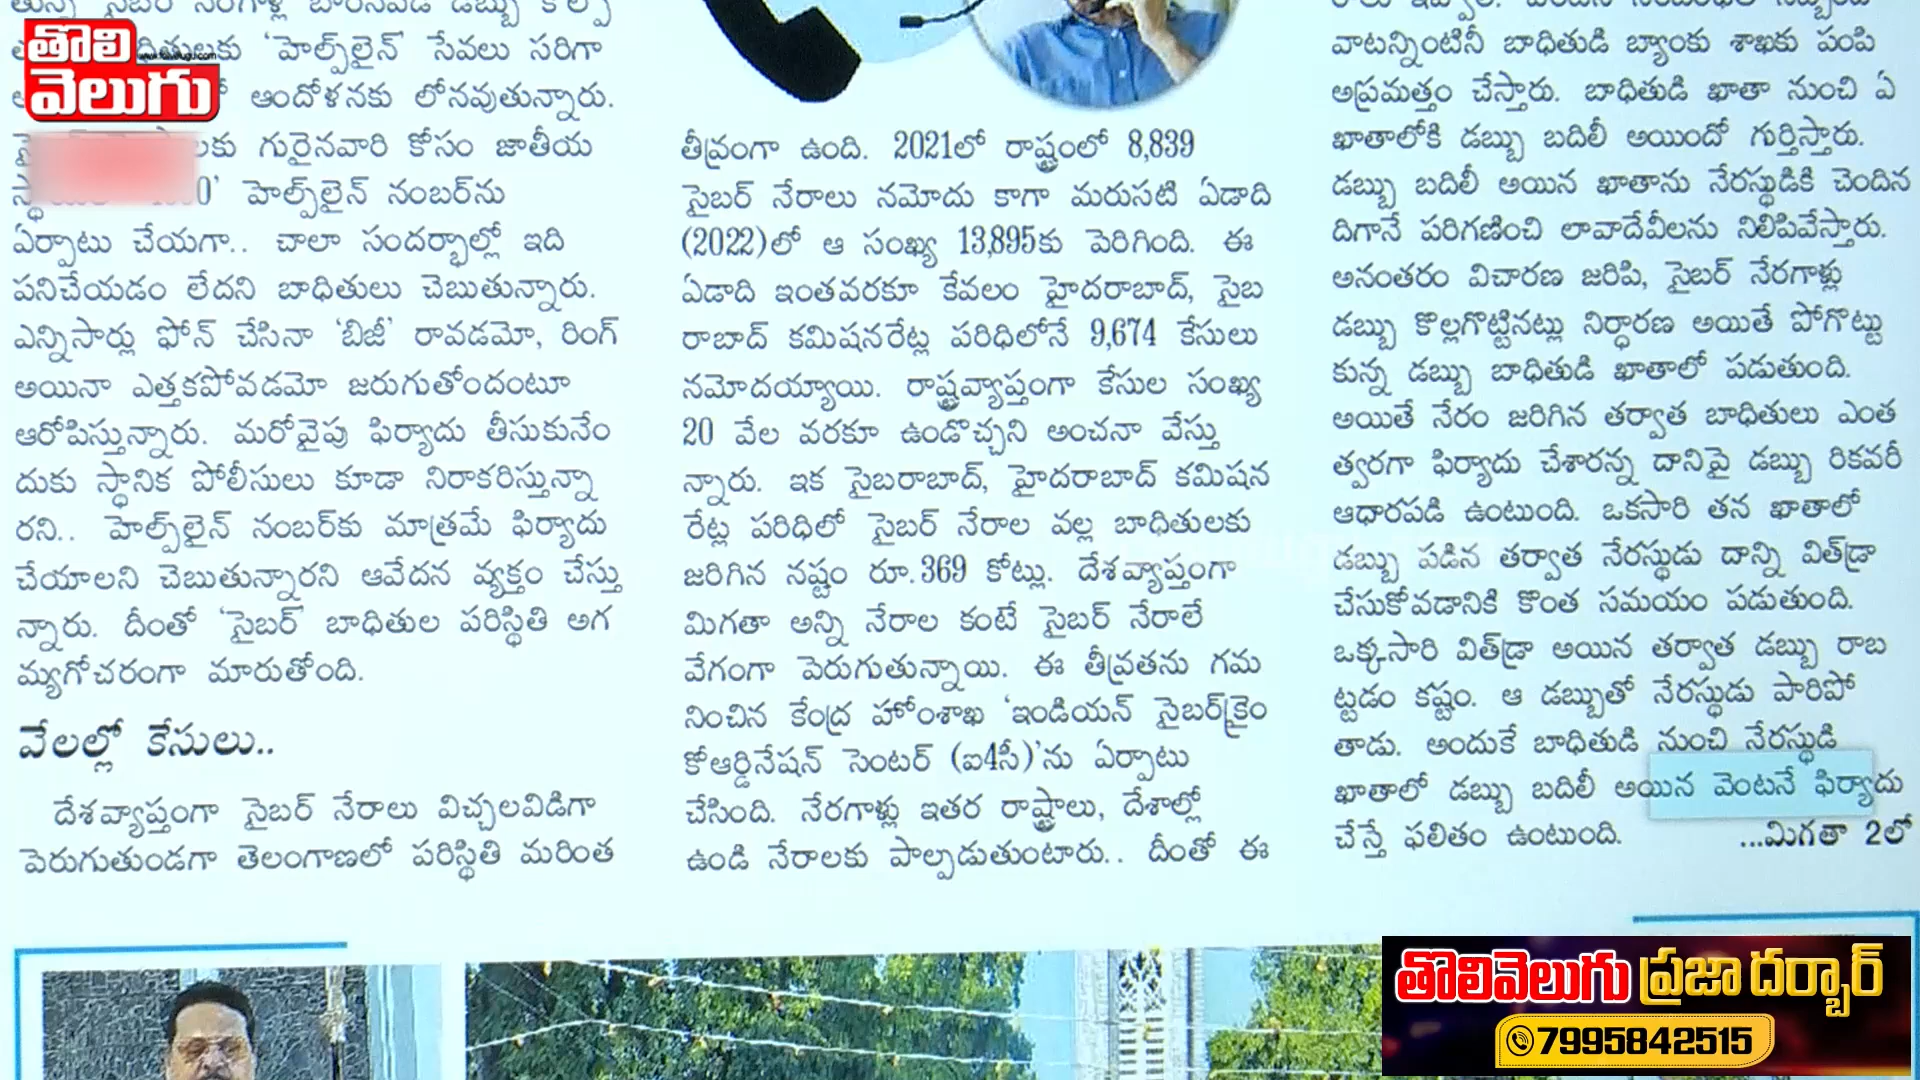 తొలి
వెలుగు
www.tolivelugu.com
బాధితులకు ‘హెల్ప్‌లైన్’ సేవలు సరిగా
ఆందోళనకు లోనవుతున్నారు.
గురైనవారి కోసం జాతీయ
హెల్ప్‌లైన్ నంబర్‌ను
ఏర్పాటు చేయగా.. చాలా సందర్భాల్లో ఇది
పనిచేయడం లేదని బాధితులు చెబుతున్నారు.
ఎన్నిసార్లు ఫోన్ చేసినా ‘బిజీ’ రావడమో, రింగ్
అయినా ఎత్తకపోవడమో జరుగుతోందంటూ
ఆరోపిస్తున్నారు. మరోవైపు ఫిర్యాదు తీసుకునేం
దుకు స్థానిక పోలీసులు కూడా నిరాకరిస్తున్నా
రని.. హెల్ప్‌లైన్ నంబర్‌కు మాత్రమే ఫిర్యాదు
చేయాలని చెబుతున్నారని ఆవేదన వ్యక్తం చేస్తు
న్నారు. దీంతో ‘సైబర్’ బాధితుల పరిస్థితి అగ
మ్యగోచరంగా మారుతోంది.
వేలల్లో కేసులు..
దేశవ్యాప్తంగా సైబర్ నేరాలు విచ్చలవిడిగా
పెరుగుతుండగా తెలంగాణలో పరిస్థితి మరింత
తీవ్రంగా ఉంది. 2021లో రాష్ట్రంలో 8,839
సైబర్ నేరాలు నమోదు కాగా మరుసటి ఏడాది
(2022)లో ఆ సంఖ్య 13,895కు పెరిగింది. ఈ
ఏడాది ఇంతవరకూ కేవలం హైదరాబాద్, సైబ
రాబాద్ కమిషనరేట్ల పరిధిలోనే 9,674 కేసులు
నమోదయ్యాయి. రాష్ట్రవ్యాప్తంగా కేసుల సంఖ్య
20 వేల వరకూ ఉండొచ్చని అంచనా వేస్తు
న్నారు. ఇక సైబరాబాద్, హైదరాబాద్ కమిషన
రేట్ల పరిధిలో సైబర్ నేరాల వల్ల బాధితులకు
జరిగిన నష్టం రూ.369 కోట్లు. దేశవ్యాప్తంగా
మిగతా అన్ని నేరాల కంటే సైబర్ నేరాలే
వేగంగా పెరుగుతున్నాయి. ఈ తీవ్రతను గమ
నించిన కేంద్ర హోంశాఖ ‘ఇండియన్ సైబర్‌క్రైం
కోఆర్డినేషన్ సెంటర్ (ఐ4సీ)’ను ఏర్పాటు
చేసింది. నేరగాళ్లు ఇతర రాష్ట్రాలు, దేశాల్లో
ఉండి నేరాలకు పాల్పడుతుంటారు.. దీంతో ఈ
వాటన్నింటినీ బాధితుడి బ్యాంకు శాఖకు పంపి
అప్రమత్తం చేస్తారు. బాధితుడి ఖాతా నుంచి ఏ
ఖాతాలోకి డబ్బు బదిలీ అయిందో గుర్తిస్తారు.
డబ్బు బదిలీ అయిన ఖాతాను నేరస్థుడికి చెందిన
దిగానే పరిగణించి లావాదేవీలను నిలిపివేస్తారు.
అనంతరం విచారణ జరిపి, సైబర్ నేరగాళ్లు
డబ్బు కొల్లగొట్టినట్లు నిర్ధారణ అయితే పోగొట్టు
కున్న డబ్బు బాధితుడి ఖాతాలో పడుతుంది.
అయితే నేరం జరిగిన తర్వాత బాధితులు ఎంత
త్వరగా ఫిర్యాదు చేశారన్న దానిపై డబ్బు రికవరీ
ఆధారపడి ఉంటుంది. ఒకసారి తన ఖాతాలో
డబ్బు పడిన తర్వాత నేరస్థుడు దాన్ని విత్‌డ్రా
చేసుకోవడానికి కొంత సమయం పడుతుంది.
ఒక్కసారి విత్‌డ్రా అయిన తర్వాత డబ్బు రాబ
ట్టడం కష్టం. ఆ డబ్బుతో నేరస్థుడు పారిపో
తాడు. అందుకే బాధితుడి నుంచి నేరస్థుడి
ఖాతాలో డబ్బు బదిలీ అయిన వెంటనే ఫిర్యాదు
చేస్తే ఫలితం ఉంటుంది. ...మిగతా 2లో
తొలివెలుగు ప్రజా దర్బార్
7995842515